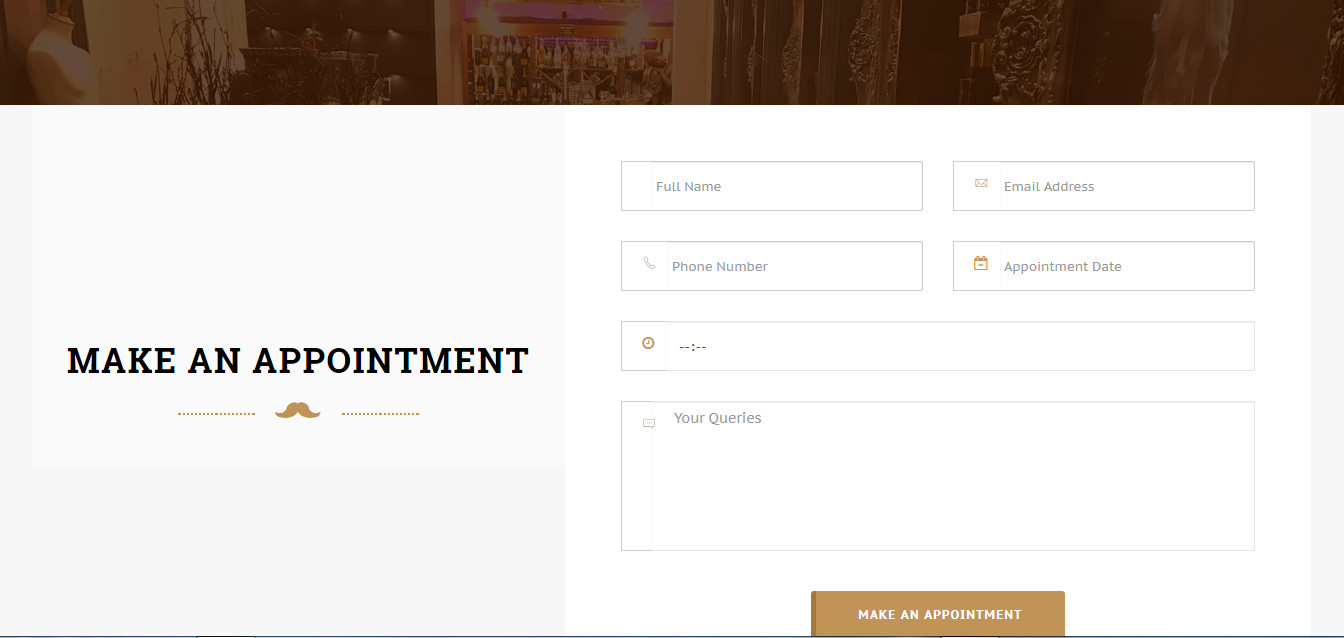 Full Name
Email Address
Phone Number
Appointment Date
MAKE AN APPOINTMENT
--:--
Your Queries
MAKE AN APPOINTMENT